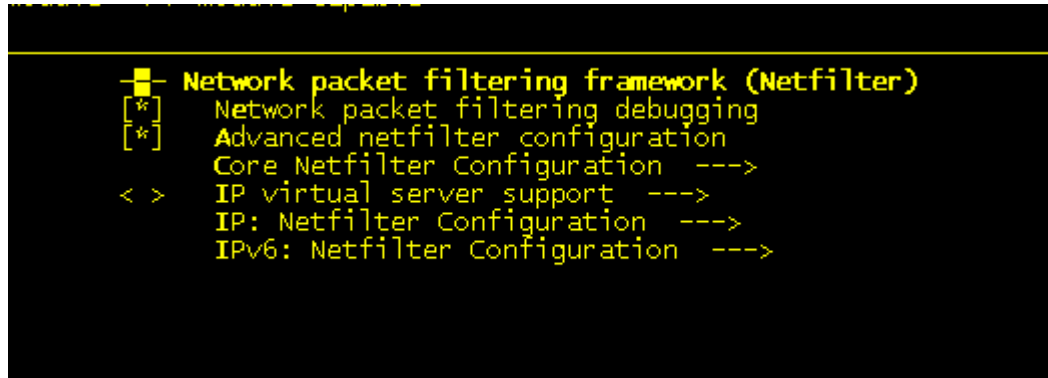 -- Network packet filtering framework (Netfilter)
[*] Network packet filtering debugging
[*] Advanced netfilter configuration
Core Netfilter Configuration --->
< > IP virtual server support --->
IP: Netfilter Configuration --->
IPv6: Netfilter Configuration --->